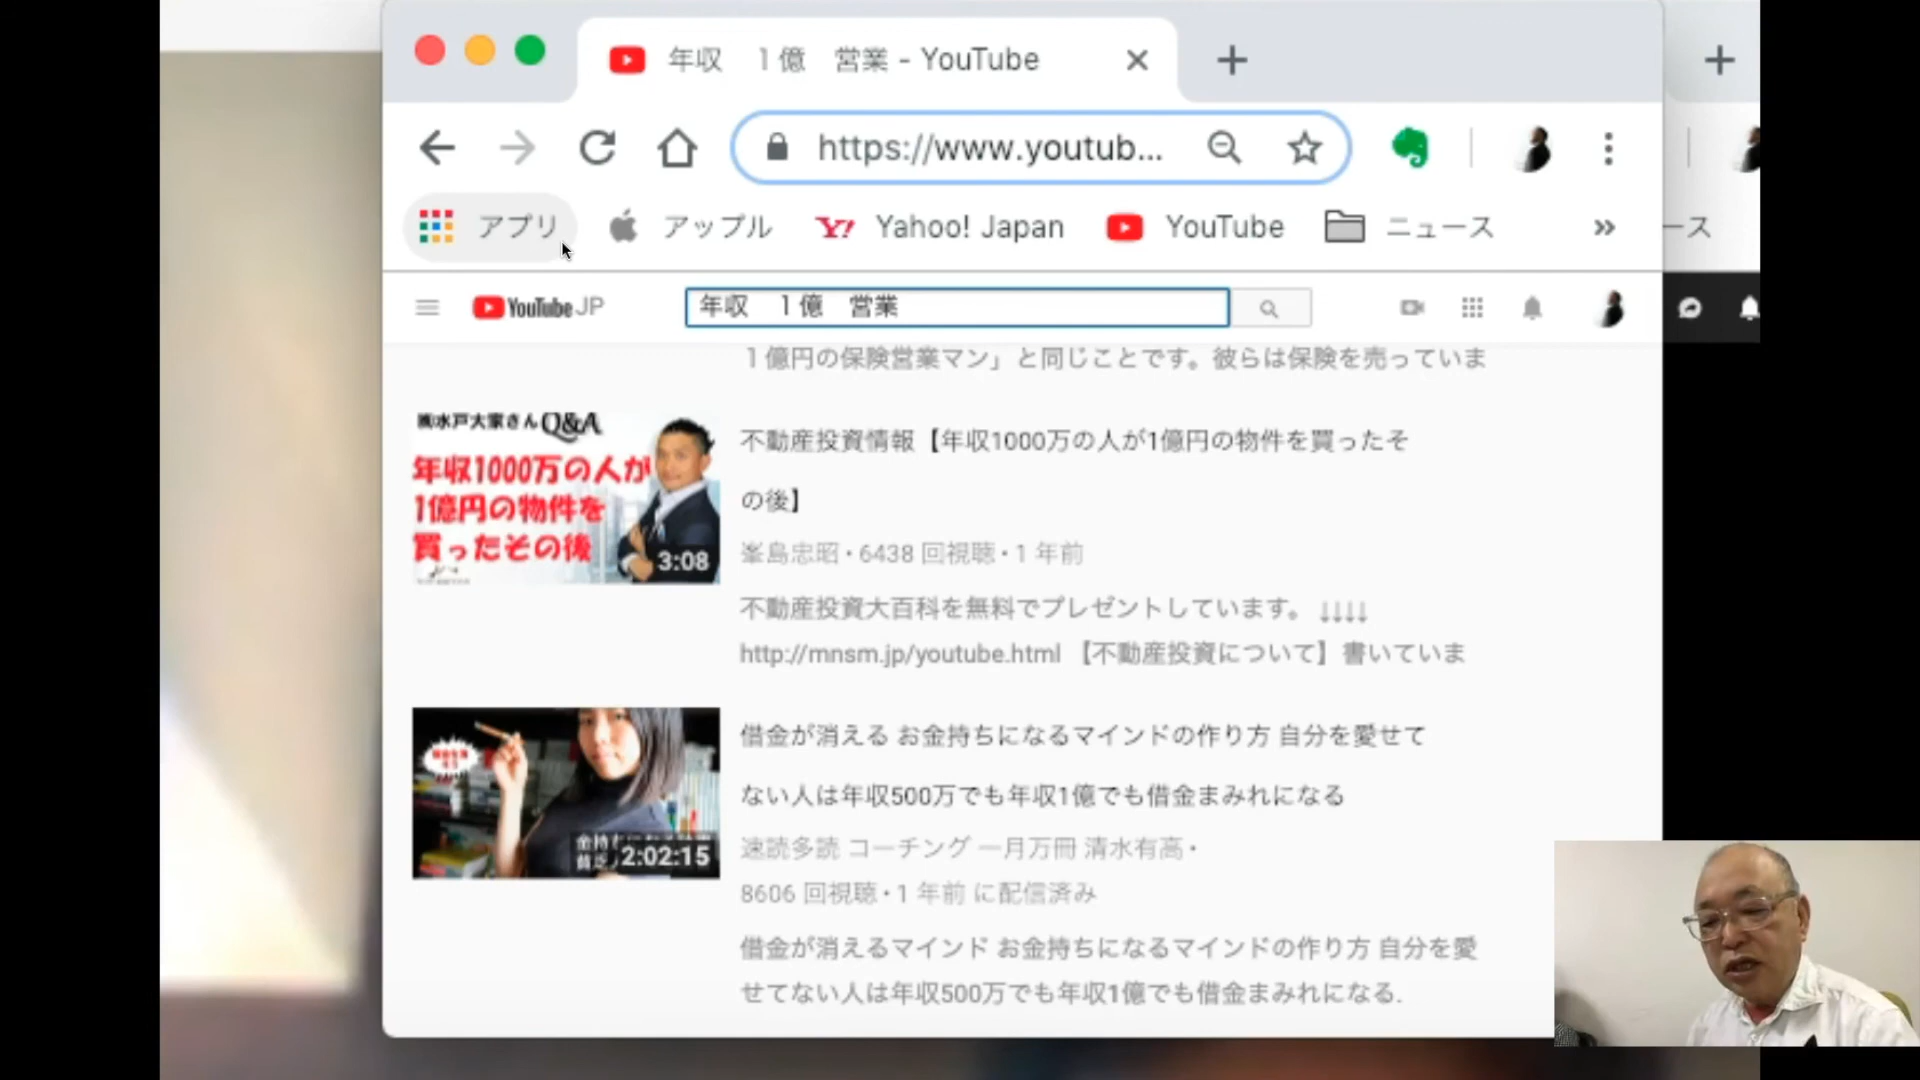 年収　1億　営業 - YouTube
https://www.youtub...
アプリ
アップル
Y! Yahoo! Japan
YouTube
ニュース
»
ース
YouTube JP
年収　1億　営業
1億円の保険営業マン」と同じことです。彼らは保険を売っていま
㈱水戸大家さんQ&A
年収1000万の人が
1億円の物件を
買ったその後
3:08
不動産投資情報【年収1000万の人が1億円の物件を買ったそ
の後】
峯島忠昭・6438 回視聴・1 年前
不動産投資大百科を無料でプレゼントしています。 ↓↓↓↓
http://mnsm.jp/youtube.html 【不動産投資について】書いていま
2:02:15
借金が消える お金持ちになるマインドの作り方 自分を愛せて
ない人は年収500万でも年収1億でも借金まみれになる
速読多読 コーチング 一月万冊 清水有高・
8606 回視聴・1 年前 に配信済み
借金が消えるマインド お金持ちになるマインドの作り方 自分を愛
せてない人は年収500万でも年収1億でも借金まみれになる.